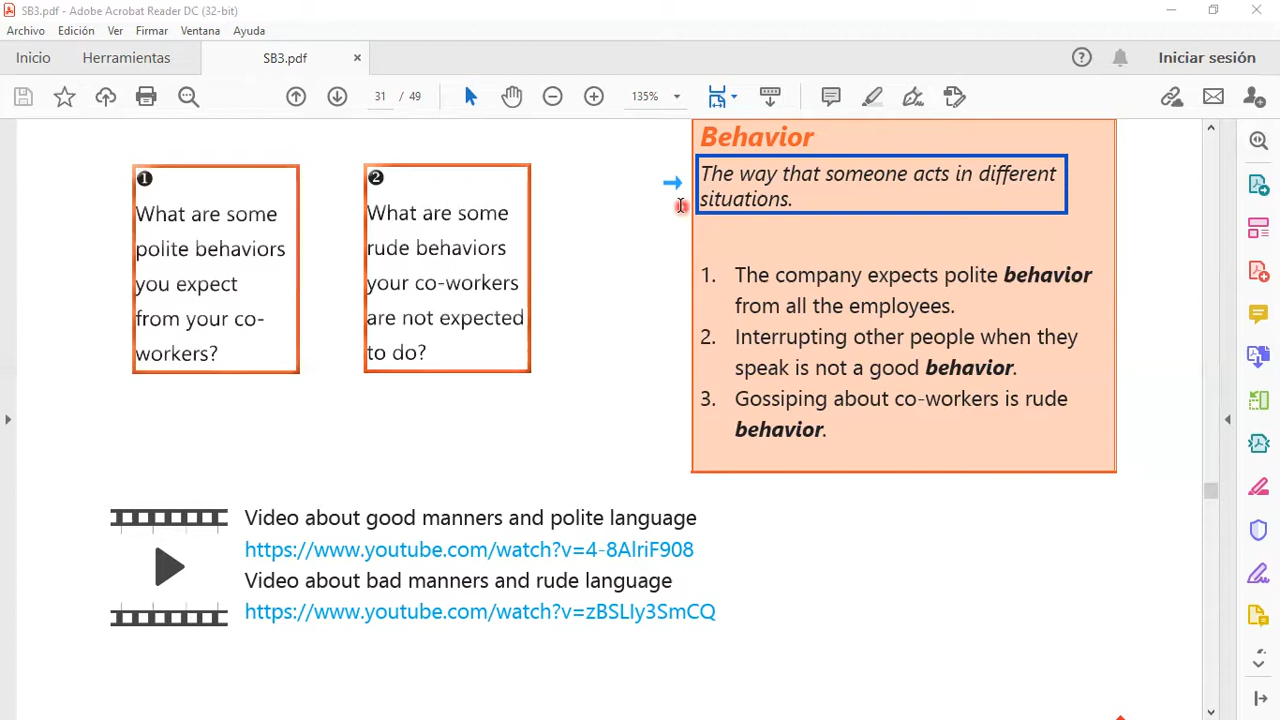 SB3.pdf - Adobe Acrobat Reader DC (32-bit)
Archivo Edición Ver Firmar Ventana Ayuda
Inicio Herramientas SB3.pdf × Iniciar sesión
31 / 49 135%
❶
What are some
polite behaviors
you expect
from your co-
workers?
❷
What are some
rude behaviors
your co-workers
are not expected
to do?
Behavior
The way that someone acts in different
situations.
1. The company expects polite behavior
from all the employees.
2. Interrupting other people when they
speak is not a good behavior.
3. Gossiping about co-workers is rude
behavior.
Video about good manners and polite language
https://www.youtube.com/watch?v=4-8AlriF908
Video about bad manners and rude language
https://www.youtube.com/watch?v=zBSLIy3SmCQ